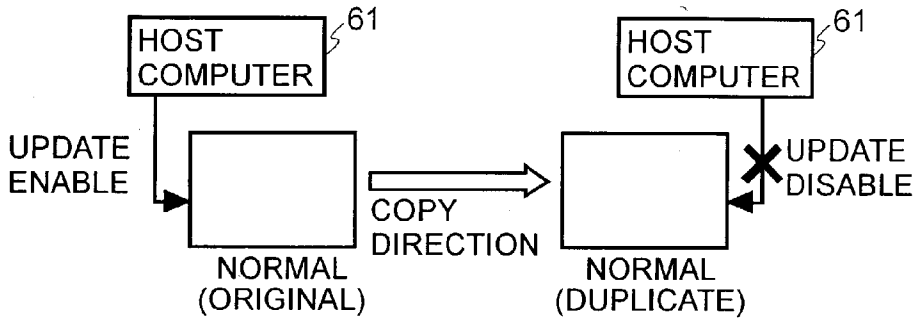 61
HOST
COMPUTER
61
HOST
COMPUTER
UPDATE
ENABLE
COPY
DIRECTION
UPDATE
DISABLE
NORMAL
(ORIGINAL)
NORMAL
(DUPLICATE)